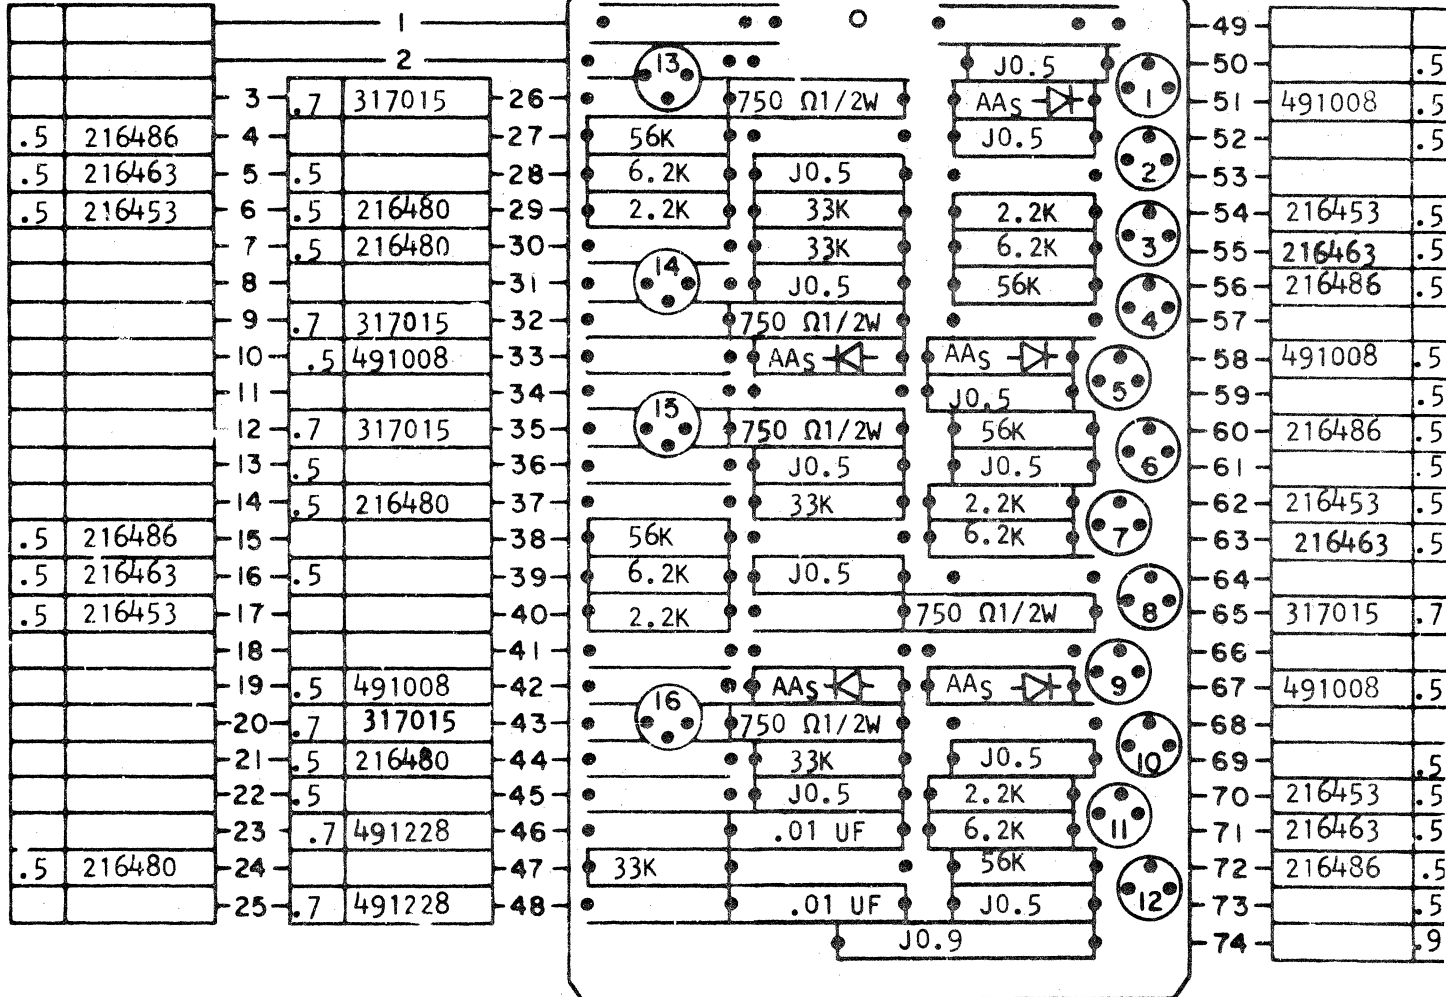 1 49
2 13 J0.5 50 .5
3 .7 317015 26 750 Ω1/2W AAS 1 51 491008 .5
.5 216486 4 27 56K J0.5 52 .5
.5 216463 5 .5 28 6.2K J0.5 2 53
.5 216453 6 .5 216480 29 2.2K 33K 2.2K 54 216453 .5
7 .5 216480 30 33K 6.2K 3 55 216463 .5
8 31 14 J0.5 56K 56 216486 .5
9 .7 317015 32 750 Ω1/2W 4 57
10 .5 491008 33 AAS AAS 58 491008 .5
11 34 J0.5 5 59 .5
12 .7 317015 35 15 750 Ω1/2W 56K 60 216486 .5
13 .5 36 J0.5 J0.5 6 61 .5
14 .5 216480 37 33K 2.2K 62 216453 .5
.5 216486 15 38 56K 6.2K 7 63 216463 .5
.5 216463 16 .5 39 6.2K J0.5 64
.5 216453 17 40 2.2K 750 Ω1/2W 8 65 317015 .7
18 41 66
19 .5 491008 42 AAS AAS 9 67 491008 .5
20 .7 317015 43 16 750 Ω1/2W 68
21 .5 216480 44 33K J0.5 10 69 .5
22 .5 45 J0.5 2.2K 70 216453 .5
23 .7 491228 46 .01 UF 6.2K 11 71 216463 .5
.5 216480 24 47 33K 56K 72 216486 .5
25 .7 491228 48 .01 UF J0.5 12 73 .5
J0.9 74 .9